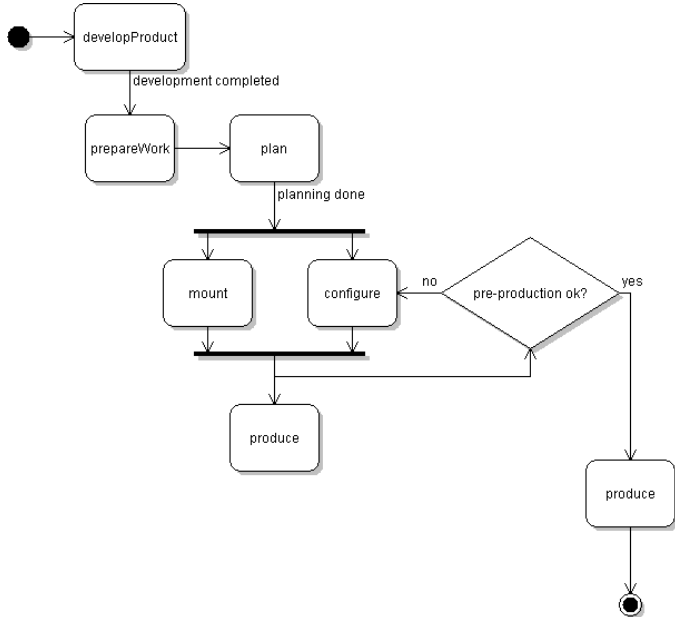 developProduct
development completed
prepareWork
plan
planning done
mount
configure
no
pre-production ok?
yes
produce
produce